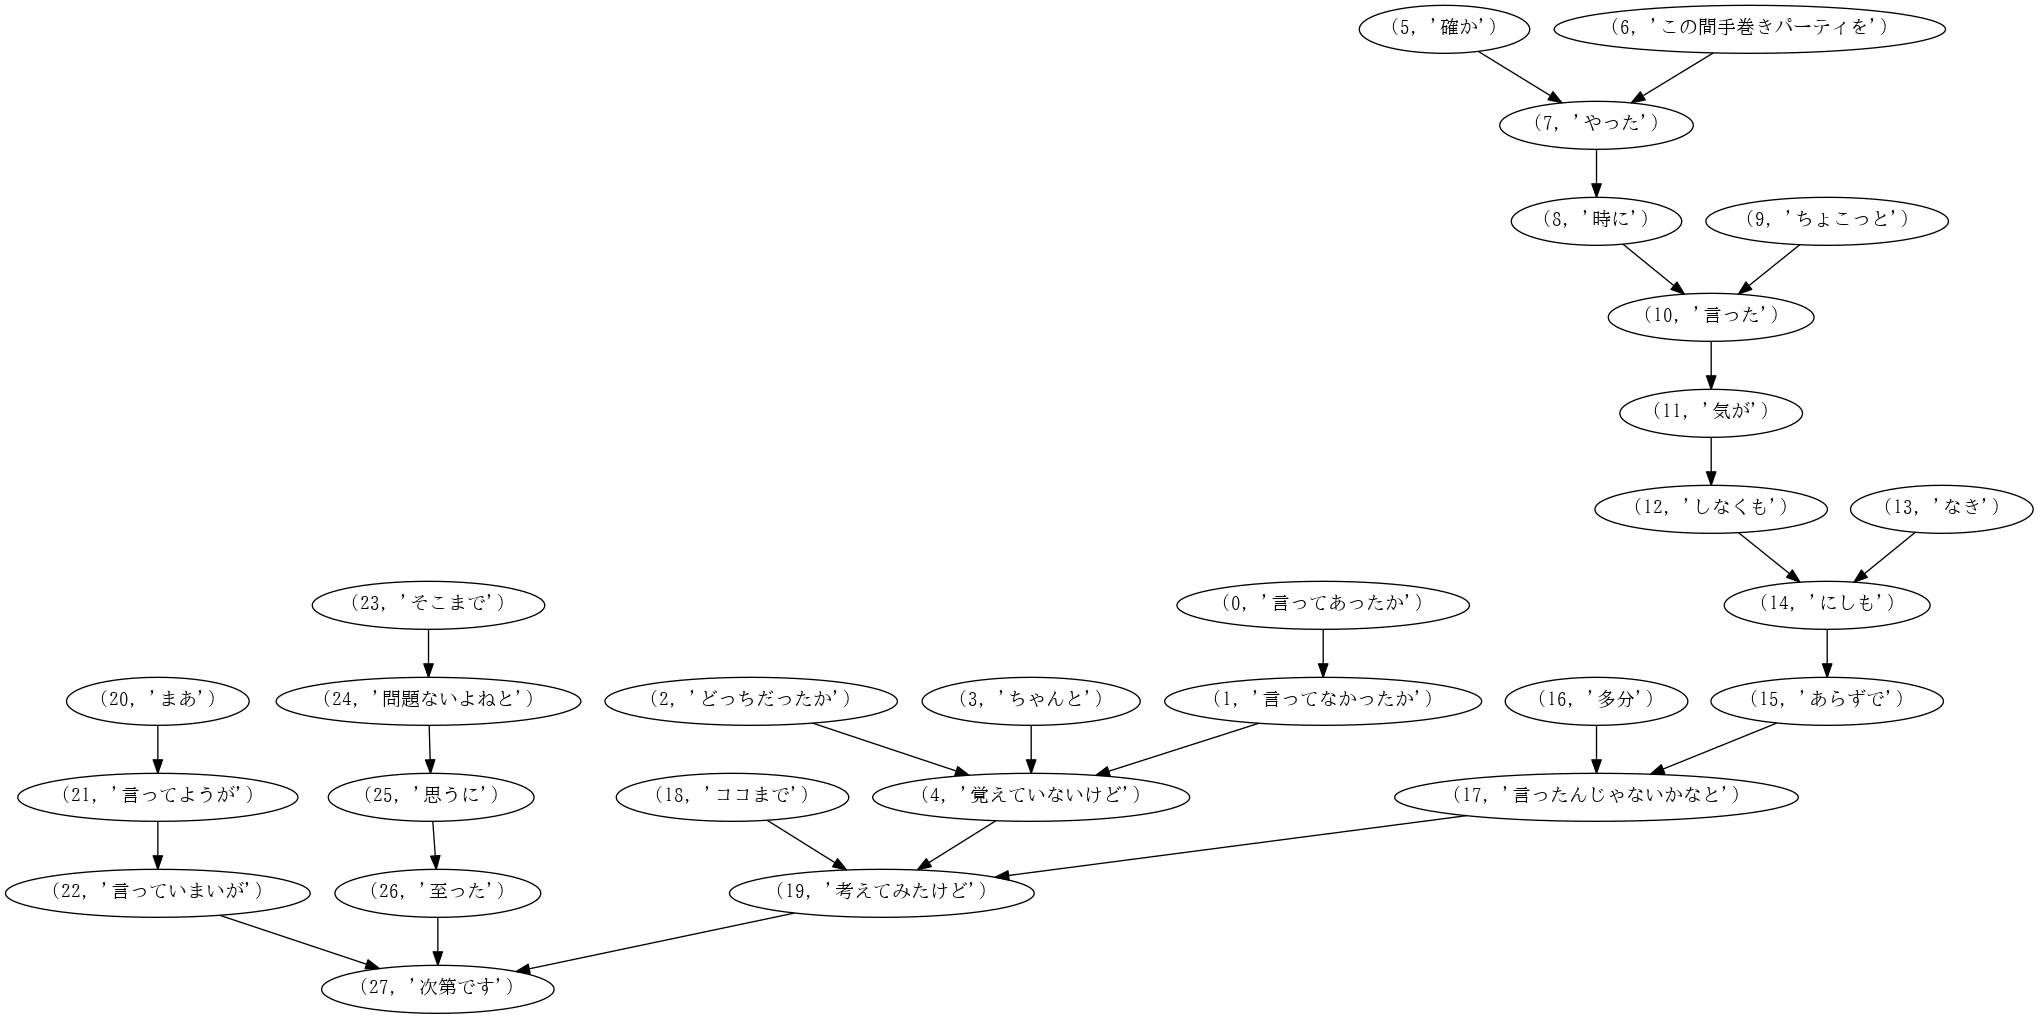 (5, '確か')
(6, 'この間手巻きパーティを')
(7, 'やった')
(8, '時に')
(9, 'ちょこっと')
(10, '言った')
(11, '気が')
(12, 'しなくも')
(13, 'なき')
(23, 'そこまで')
(0, '言ってあったか')
(14, 'にしも')
(20, 'まあ')
(24, '問題ないよねと')
(2, 'どっちだったか')
(3, 'ちゃんと')
(1, '言ってなかったか')
(16, '多分')
(15, 'あらずで')
(21, '言ってようが')
(25, '思うに')
(18, 'ココまで')
(4, '覚えていないけど')
(17, '言ったんじゃないかなと')
(22, '言っていまいが')
(26, '至った')
(19, '考えてみたけど')
(27, '次第です')